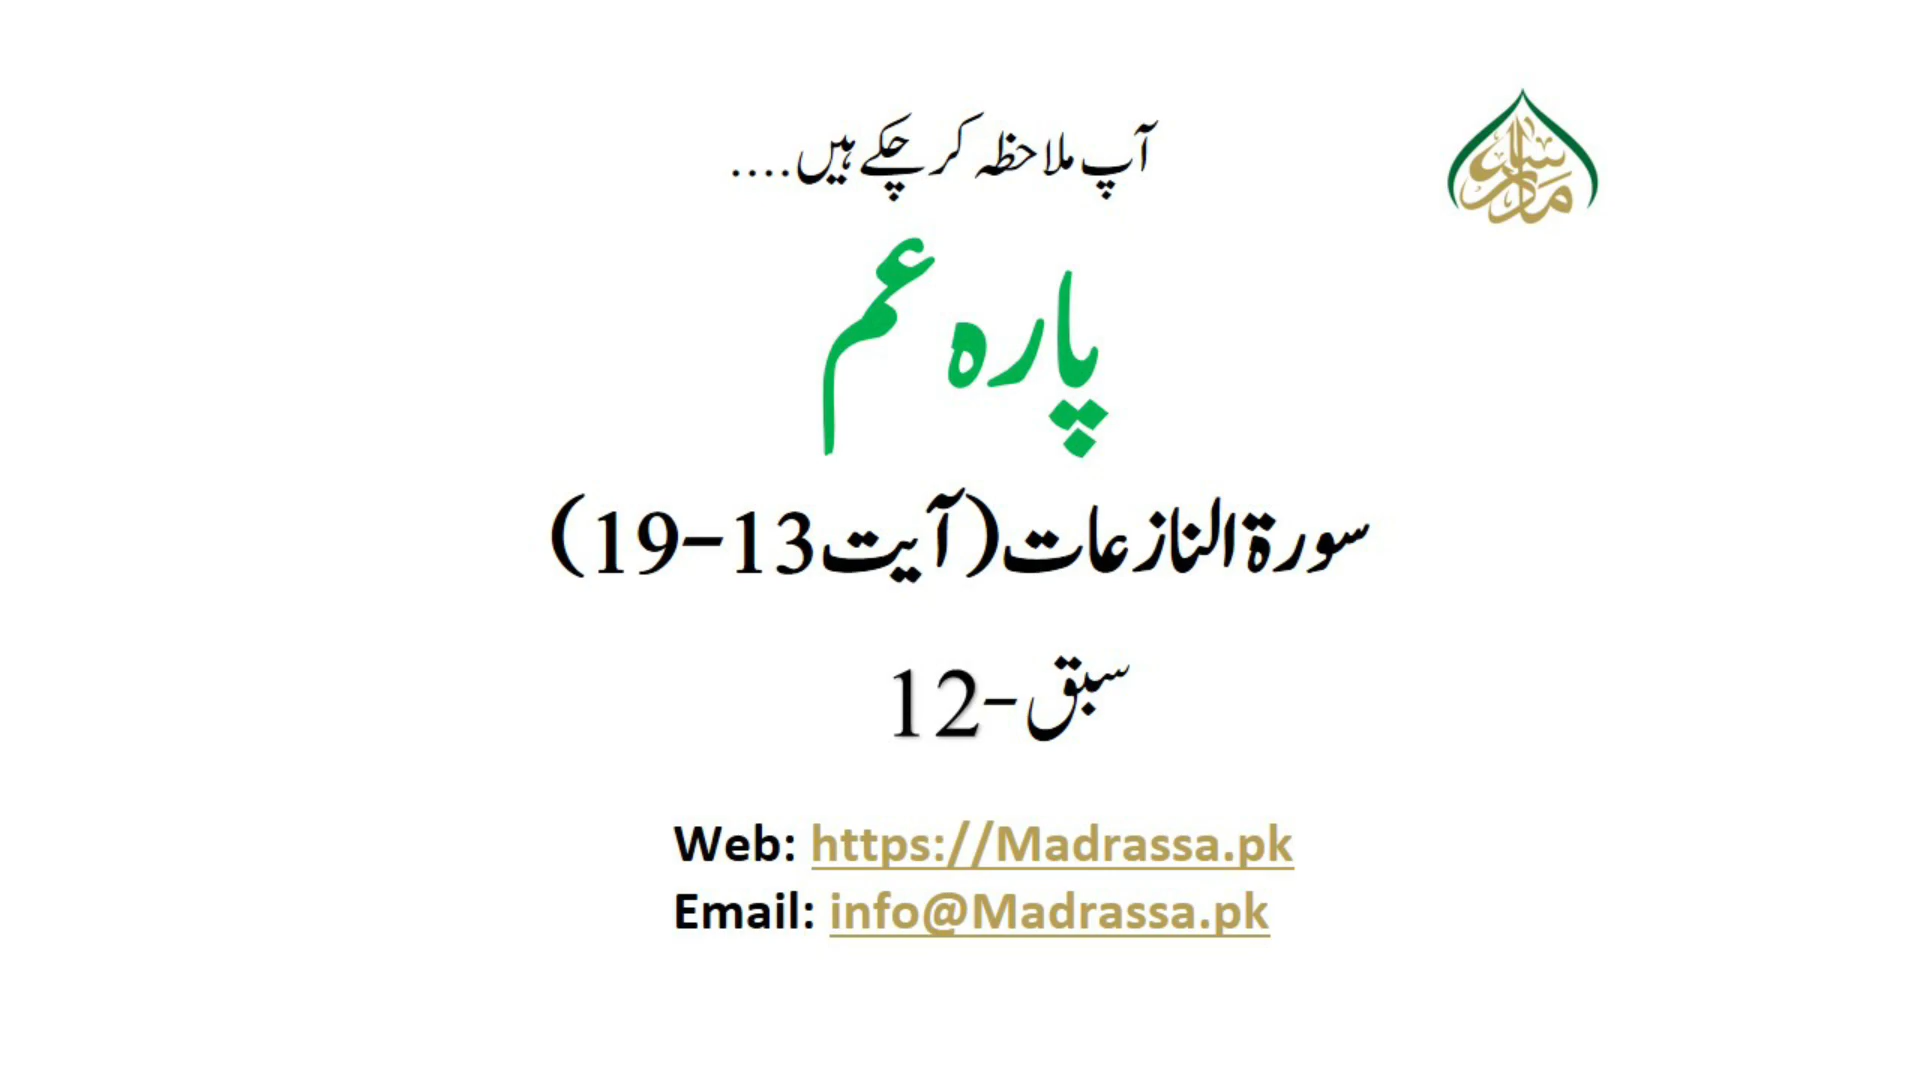 آپ ملاحظہ کر چکے ہیں....
مدرسہ
پارہ عم
سورۃ النازعات (آیت 13-19)
سبق-12
Web: https://Madrassa.pk
Email: info@Madrassa.pk